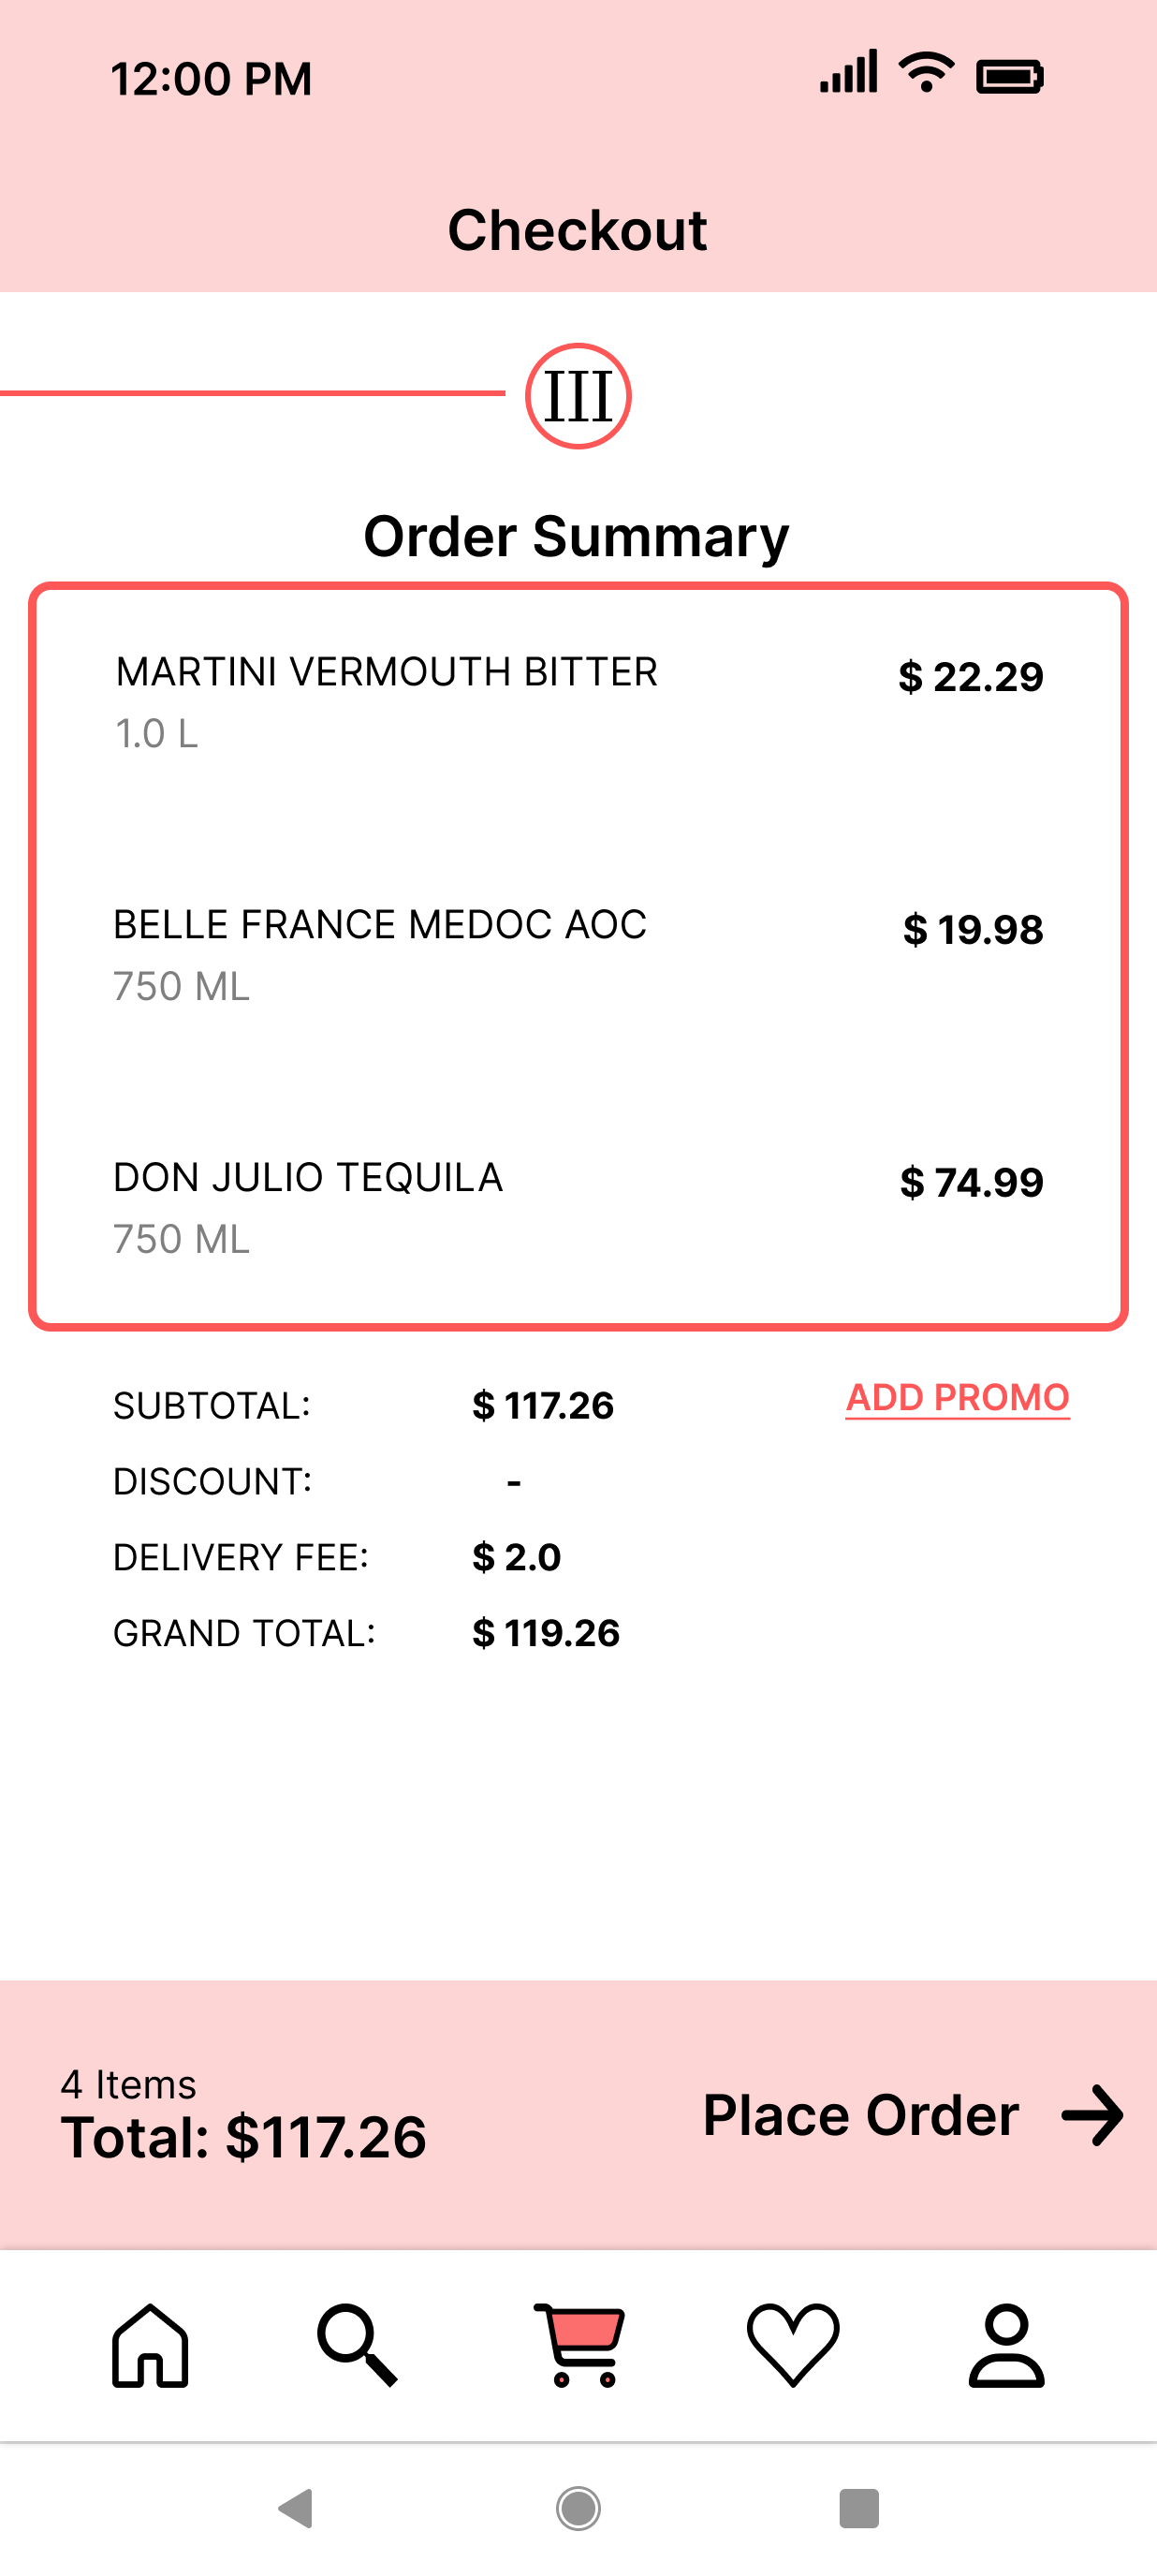 12:00 PM
Checkout
III
Order Summary
MARTINI VERMOUTH BITTER $ 22.29
1.0 L
BELLE FRANCE MEDOC AOC $ 19.98
750 ML
DON JULIO TEQUILA $ 74.99
750 ML
SUBTOTAL: $ 117.26 ADD PROMO
DISCOUNT: -
DELIVERY FEE: $ 2.0
GRAND TOTAL: $ 119.26
4 Items
Total: $117.26
Place Order